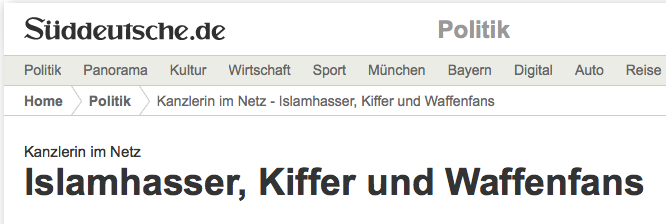 Süddeutsche.de Politik
Politik Panorama Kultur Wirtschaft Sport München Bayern Digital Auto Reise
Home Politik Kanzlerin im Netz - Islamhasser, Kiffer und Waffenfans
Kanzlerin im Netz
Islamhasser, Kiffer und Waffenfans